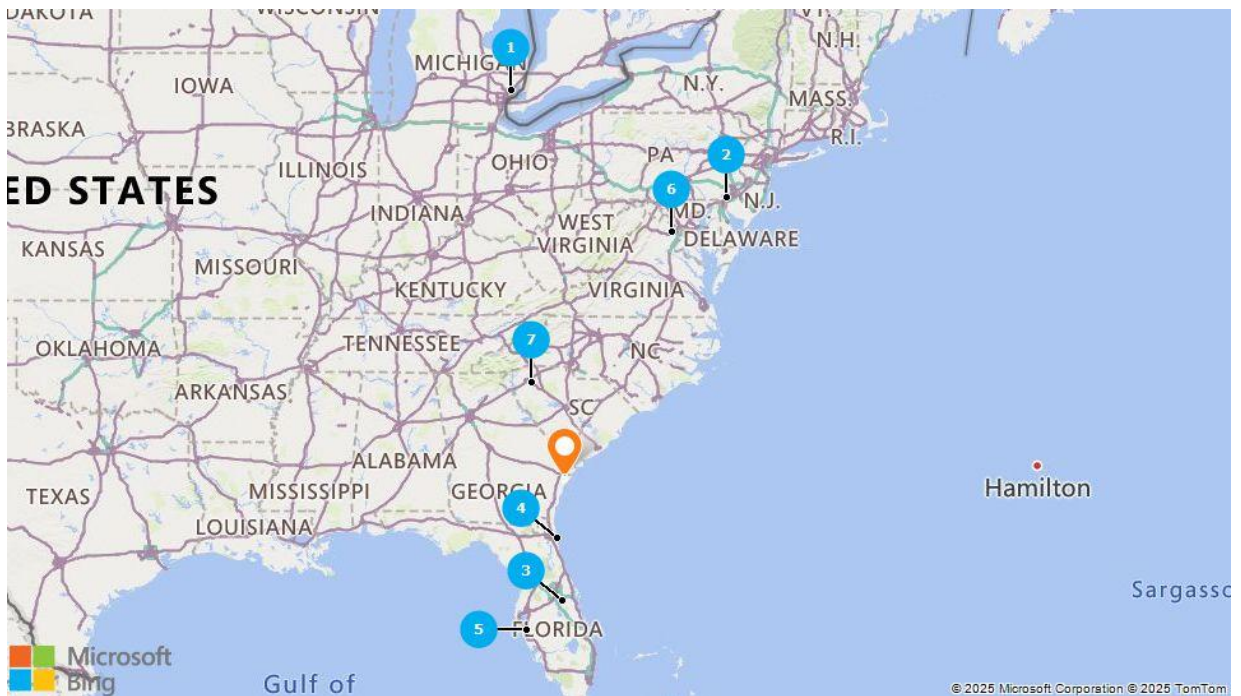 DAKOTA
WISCONSIN
VT.
N.H.
1
MICHIGAN
IOWA
N.Y.
MASS.
BRASKA
R.I.
ILLINOIS
OHIO
PA
2
ED STATES
6
INDIANA
MD.
N.J.
WEST
VIRGINIA
DELAWARE
KANSAS
MISSOURI
KENTUCKY
VIRGINIA
OKLAHOMA
TENNESSEE
7
NC
ARKANSAS
SC
ALABAMA
TEXAS
MISSISSIPPI
GEORGIA
Hamilton
LOUISIANA
4
3
Sargasso
5
FLORIDA
Microsoft
Bing
Gulf of
© 2025 Microsoft Corporation © 2025 TomTom